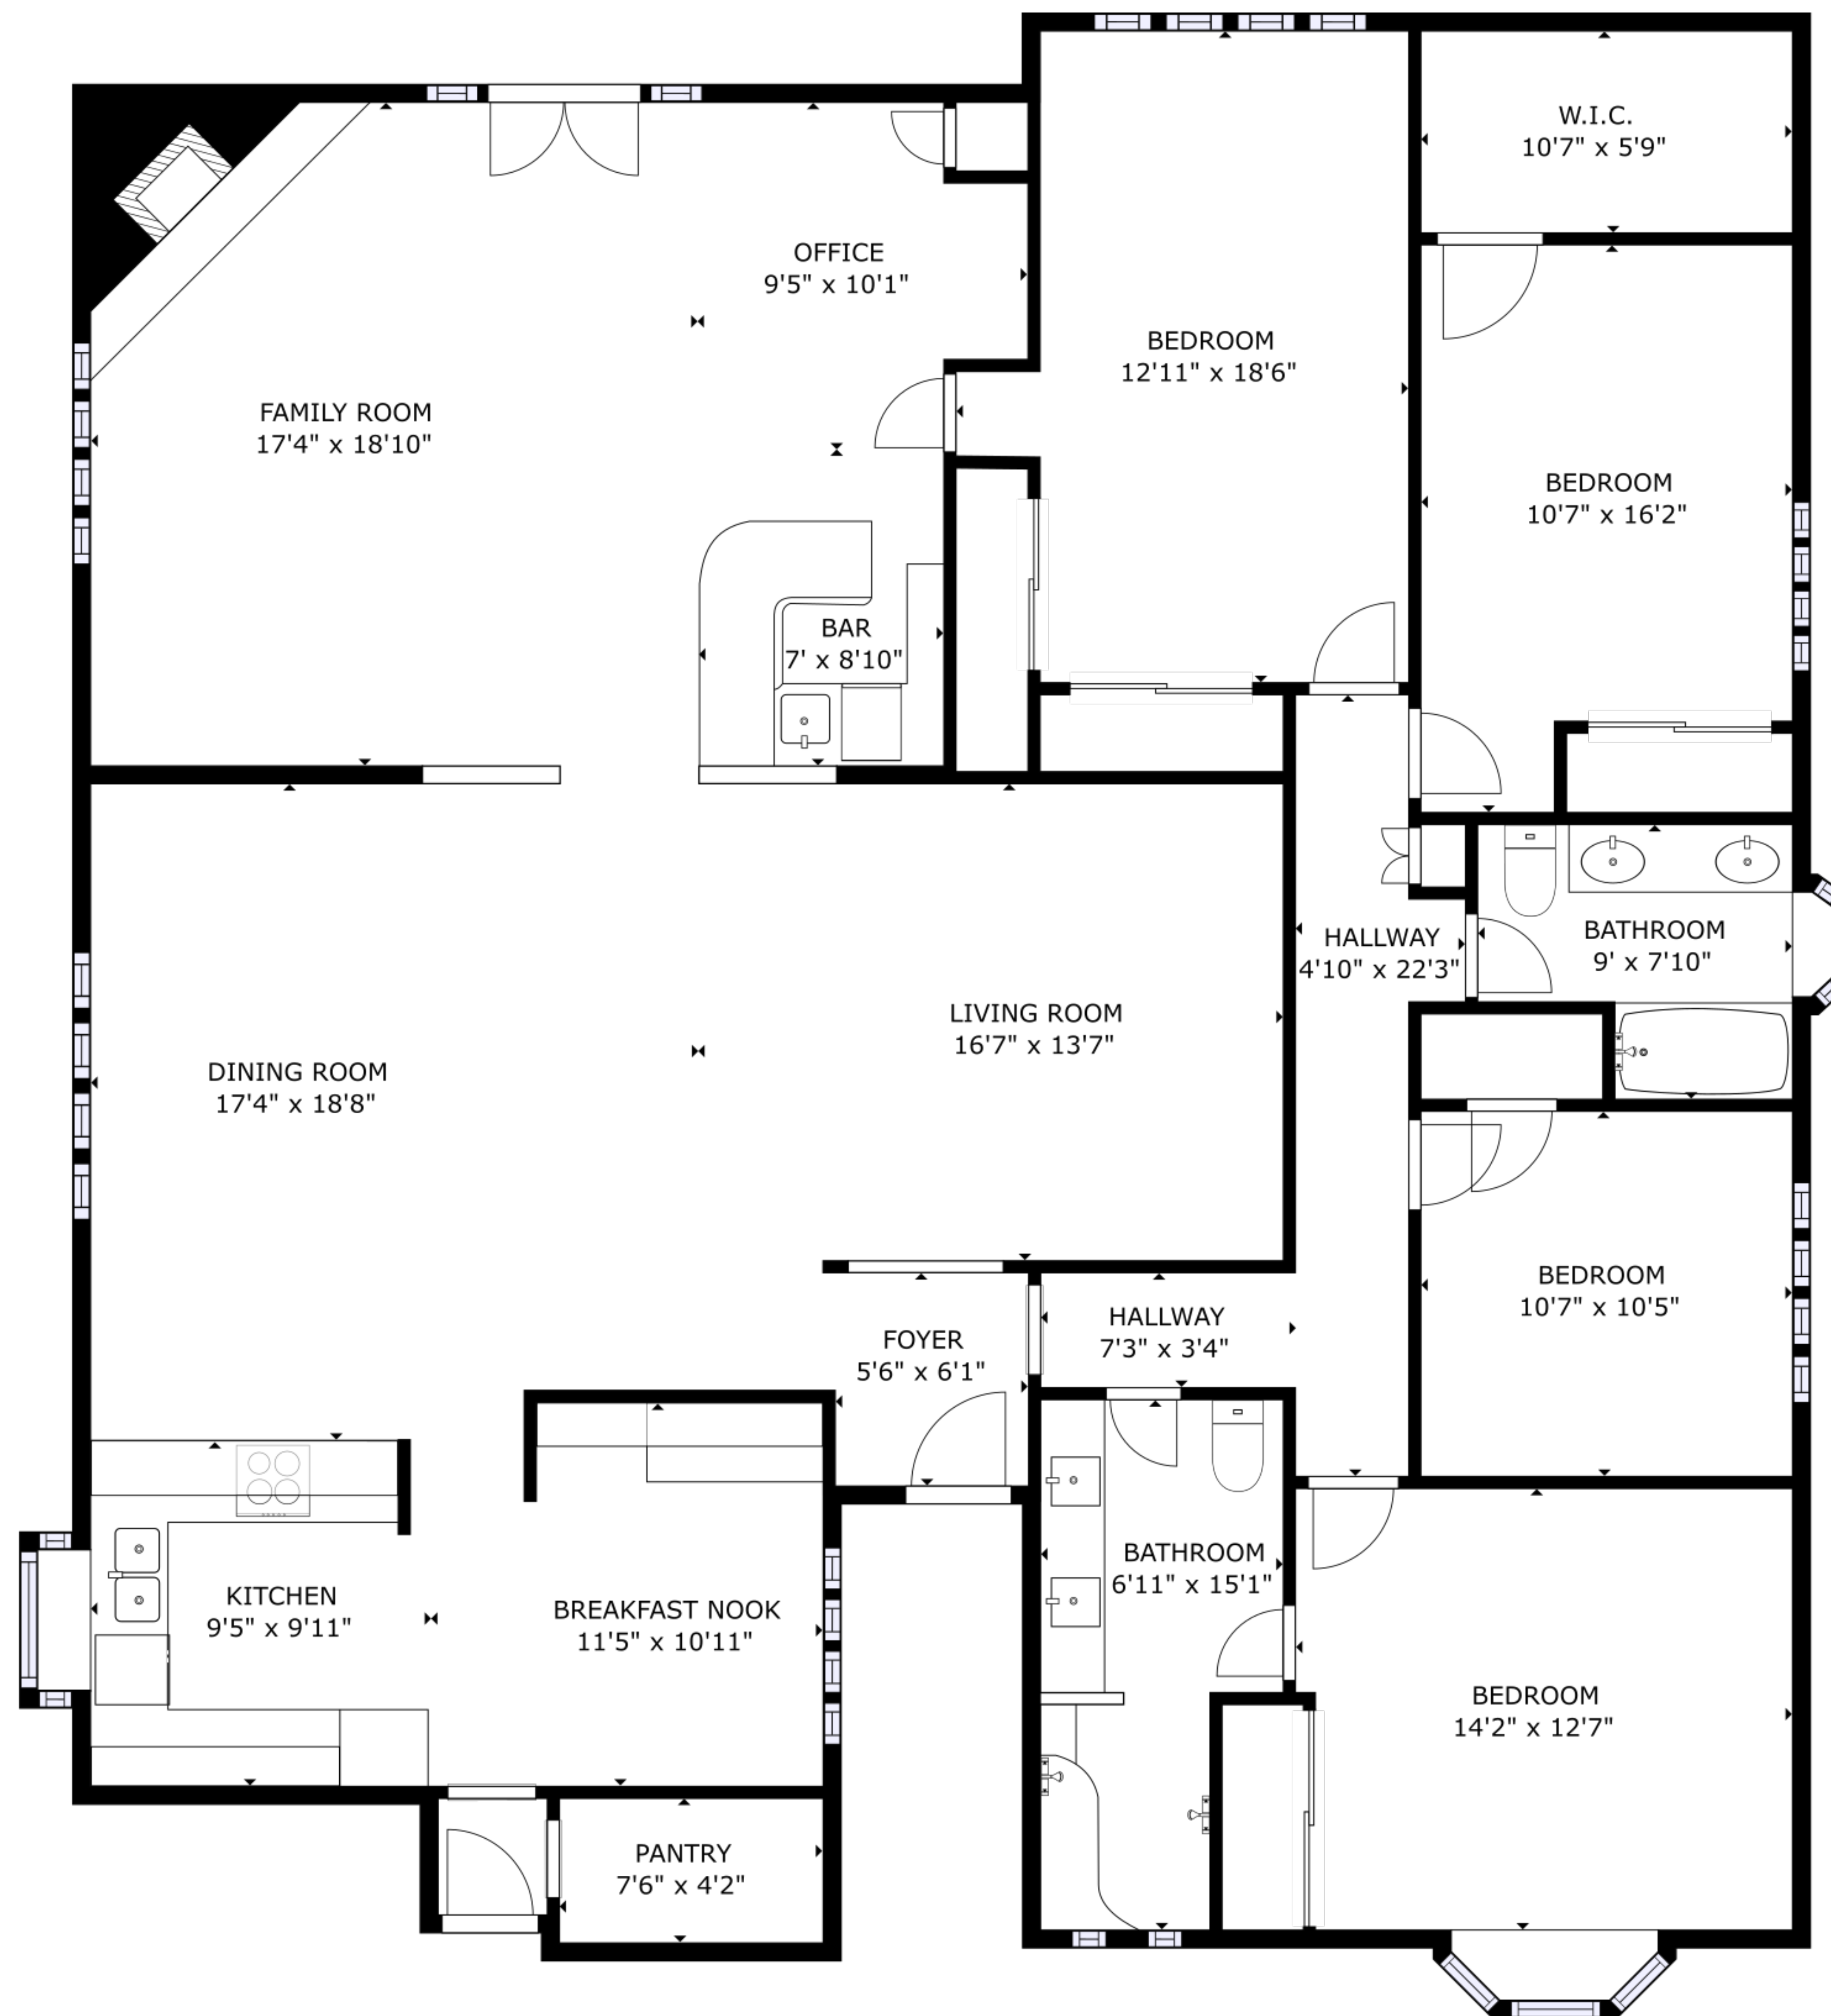 W.I.C.
10'7" x 5'9"
OFFICE
9'5" x 10'1"
BEDROOM
12'11" x 18'6"
FAMILY ROOM
17'4" x 18'10"
BEDROOM
10'7" x 16'2"
BAR
7' x 8'10"
HALLWAY
4'10" x 22'3"
BATHROOM
9' x 7'10"
LIVING ROOM
16'7" x 13'7"
DINING ROOM
17'4" x 18'8"
BEDROOM
10'7" x 10'5"
HALLWAY
7'3" x 3'4"
FOYER
5'6" x 6'1"
BATHROOM
6'11" x 15'1"
KITCHEN
9'5" x 9'11"
BREAKFAST NOOK
11'5" x 10'11"
BEDROOM
14'2" x 12'7"
PANTRY
7'6" x 4'2"